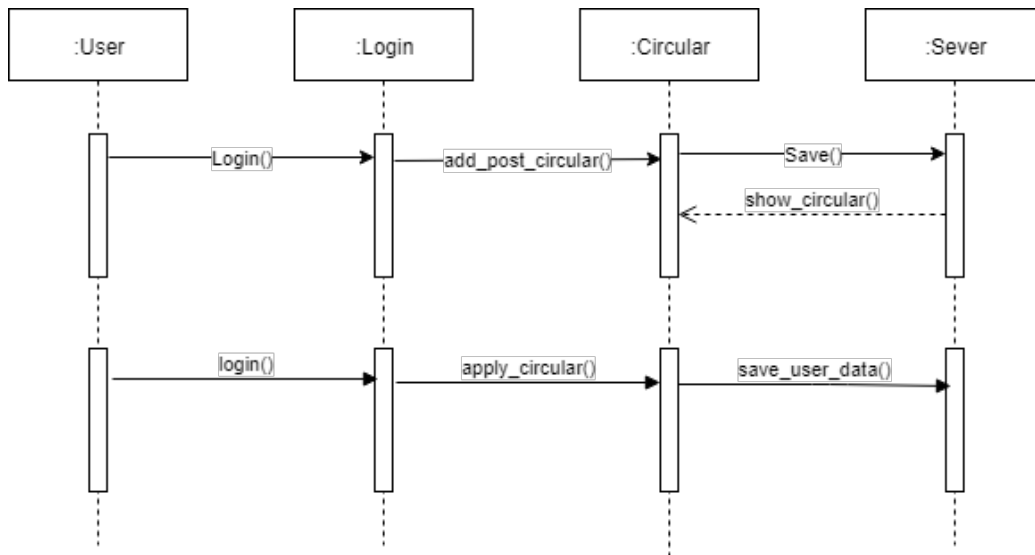 :User
:Login
:Circular
:Sever
Login()
add_post_circular()
Save()
show_circular()
login()
apply_circular()
save_user_data()